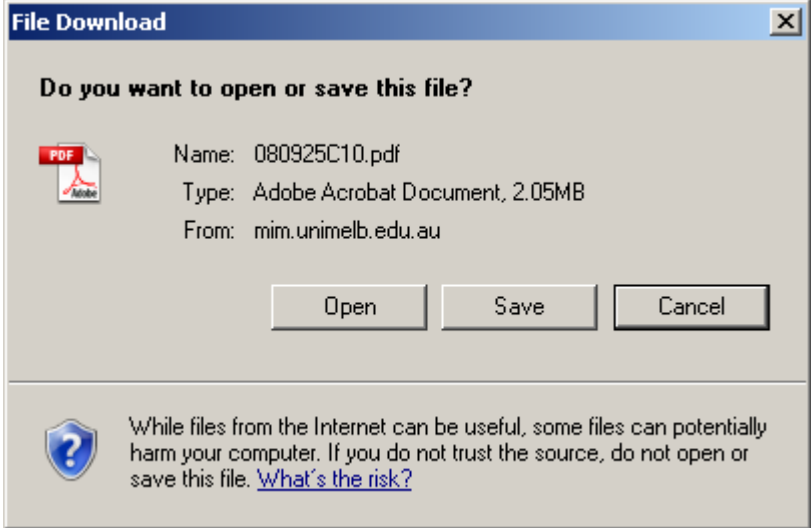 File Download
Do you want to open or save this file?
PDF
Adobe
Name: 080925C10.pdf
Type: Adobe Acrobat Document, 2.05MB
From: mim.unimelb.edu.au
Open Save Cancel
While files from the Internet can be useful, some files can potentially
harm your computer. If you do not trust the source, do not open or
save this file. What's the risk?